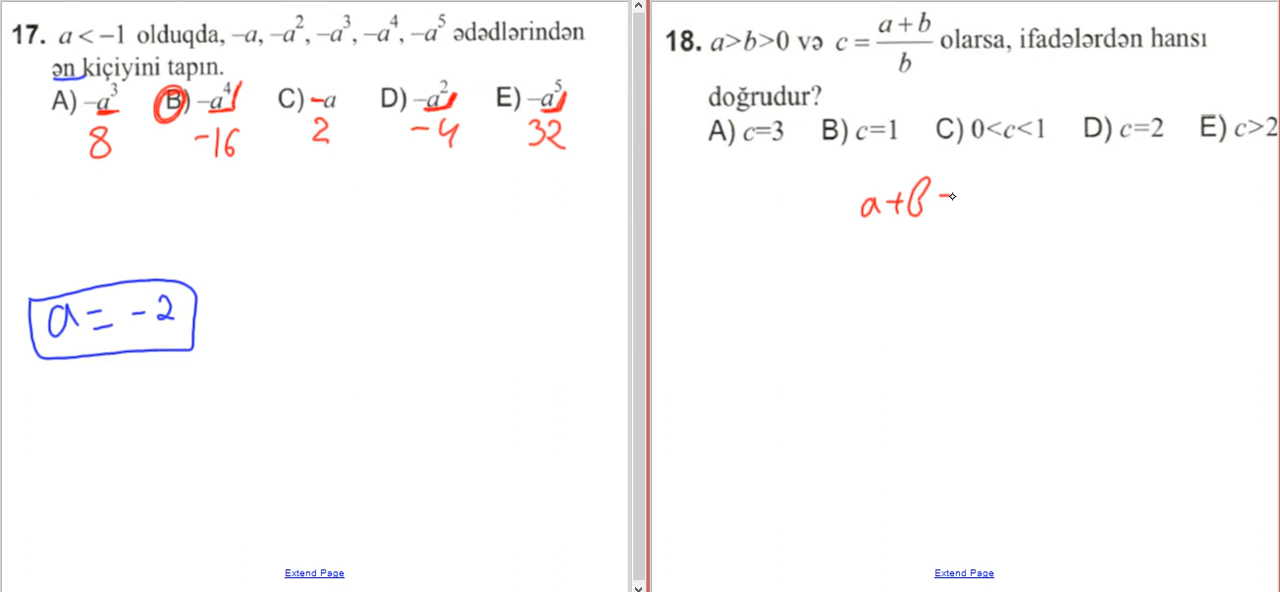 17. a < −1 olduqda, −a, −a², −a³, −a⁴, −a⁵ ədədlərindən
ən kiçiyini tapın.
A) −a³ B) −a⁴ C) −a D) −a² E) −a⁵
8 -16 2 -4 32
a = -2
Extend Page
18. a>b>0 və c = (a+b)/b olarsa, ifadələrdən hansı
doğrudur?
A) c=3 B) c=1 C) 0<c<1 D) c=2 E) c>2
a+b -
Extend Page